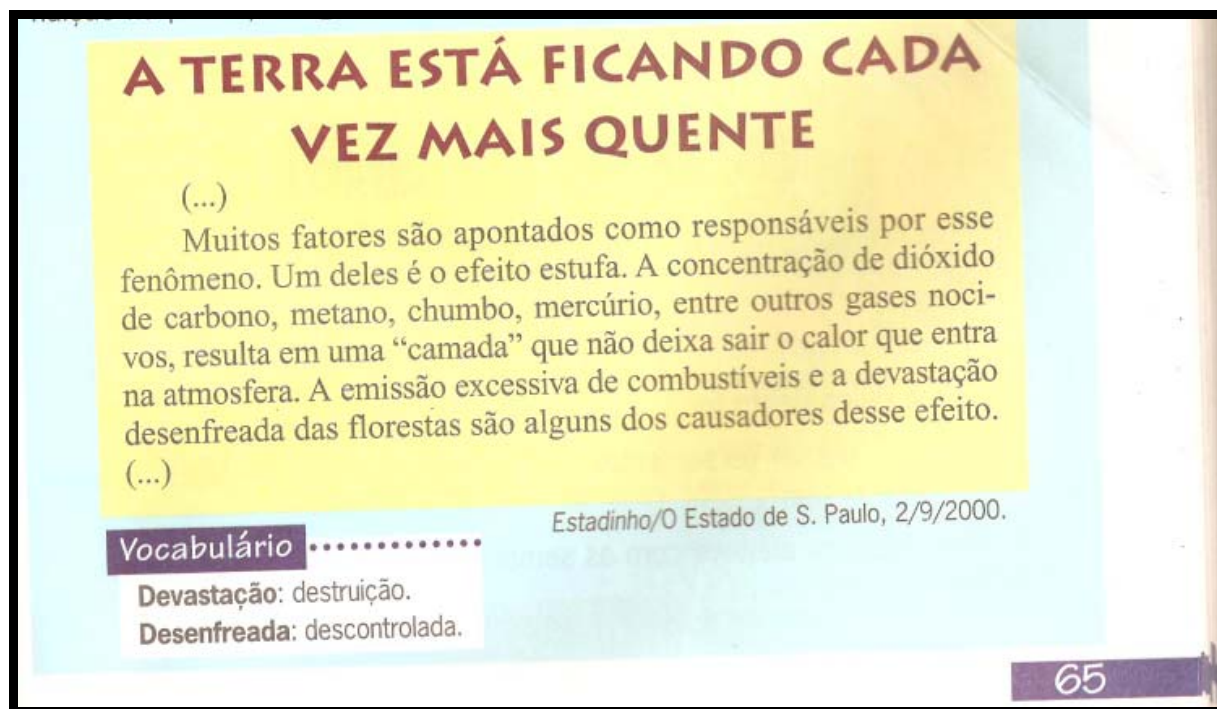 A TERRA ESTÁ FICANDO CADA
VEZ MAIS QUENTE
(...)
Muitos fatores são apontados como responsáveis por esse
fenômeno. Um deles é o efeito estufa. A concentração de dióxido
de carbono, metano, chumbo, mercúrio, entre outros gases noci-
vos, resulta em uma “camada” que não deixa sair o calor que entra
na atmosfera. A emissão excessiva de combustíveis e a devastação
desenfreada das florestas são alguns dos causadores desse efeito.
(...)
Estadinho/O Estado de S. Paulo, 2/9/2000.
Vocabulário
Devastação: destruição.
Desenfreada: descontrolada.
65